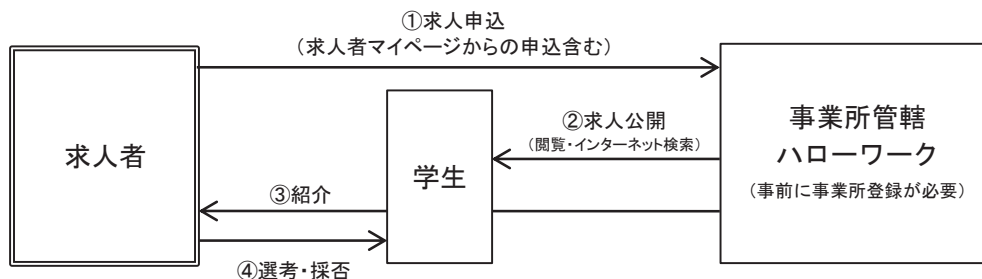 ①求人申込
(求人者マイページからの申込含む)
求人者
学生
②求人公開
(閲覧・インターネット検索)
事業所管轄
ハローワーク
(事前に事業所登録が必要)
③紹介
④選考・採否